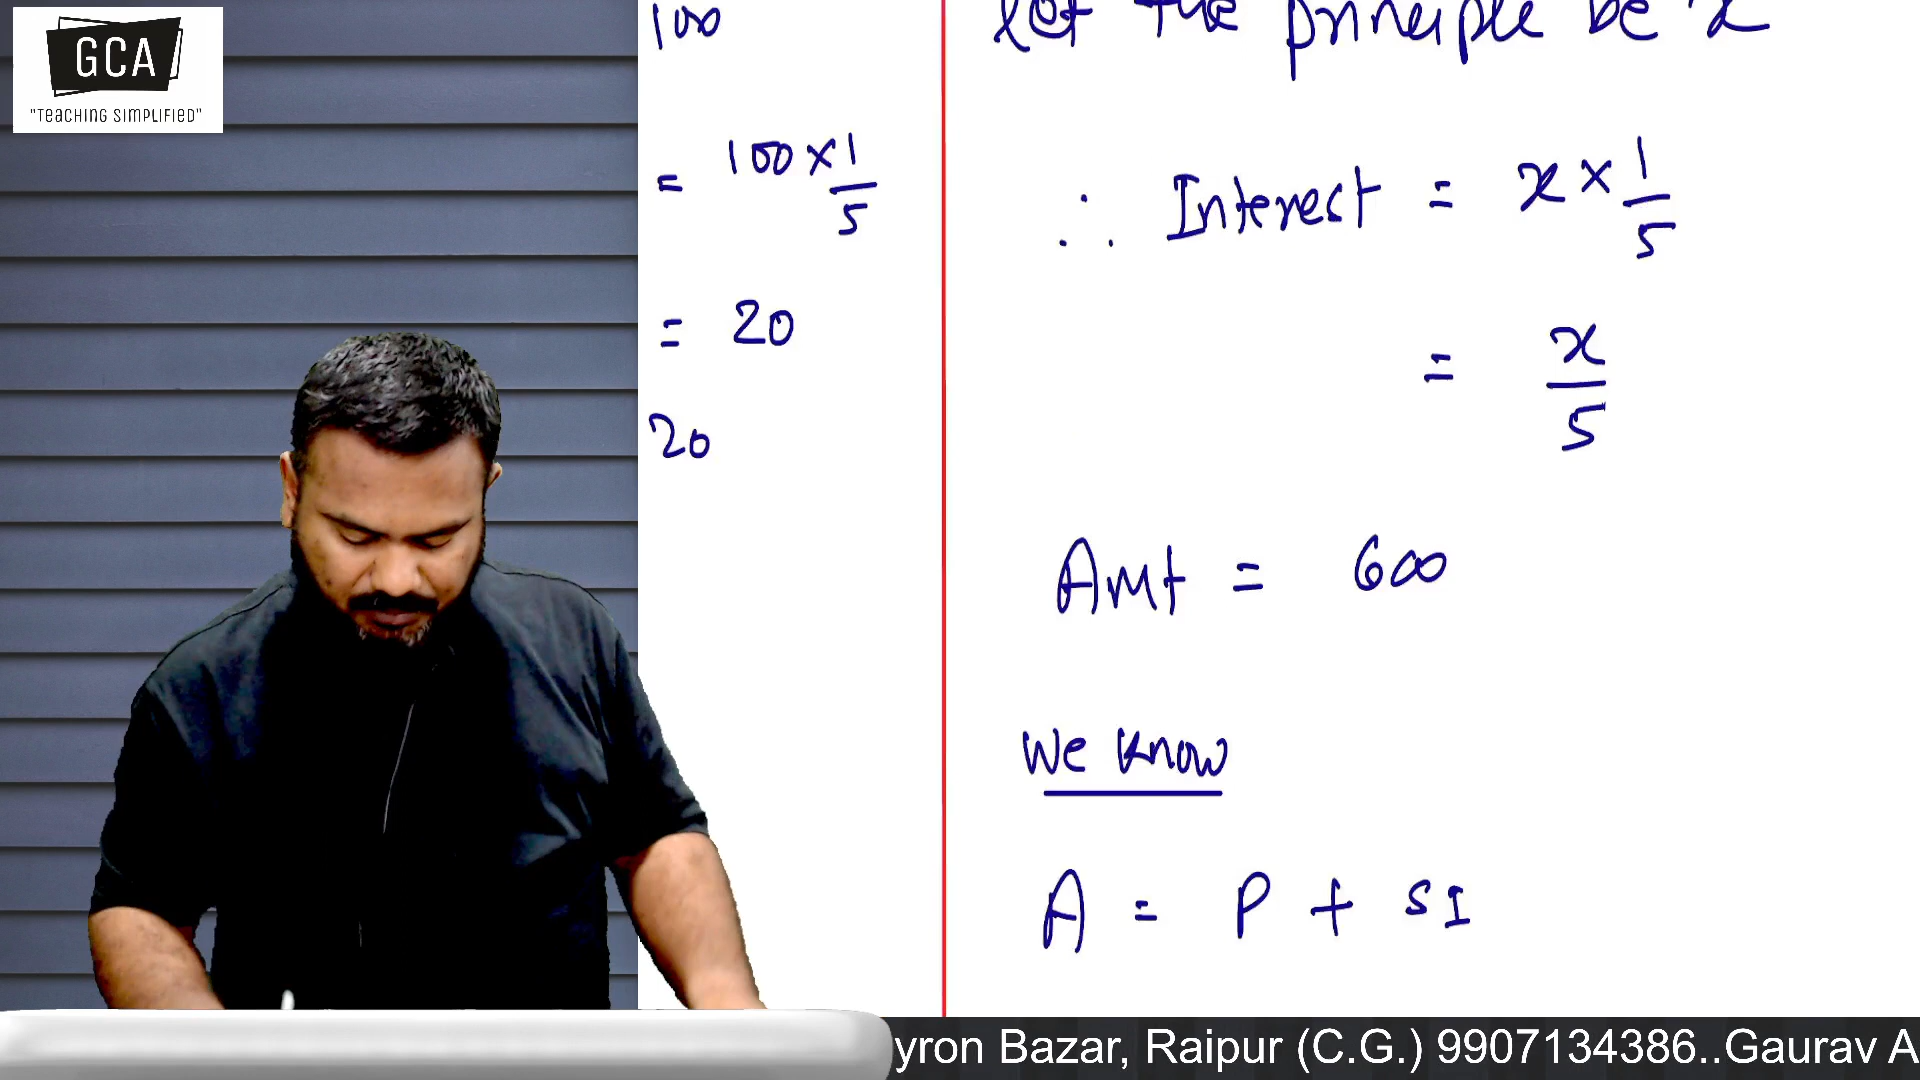 GCA
"TEACHING SIMPLIFIED"
100
= 100 × 1/5
= 20
20
let the principle be x
∴ Interest = x × 1/5
= x/5
Amt = 600
We know
A = P + SI
yron Bazar, Raipur (C.G.) 9907134386..Gaurav A